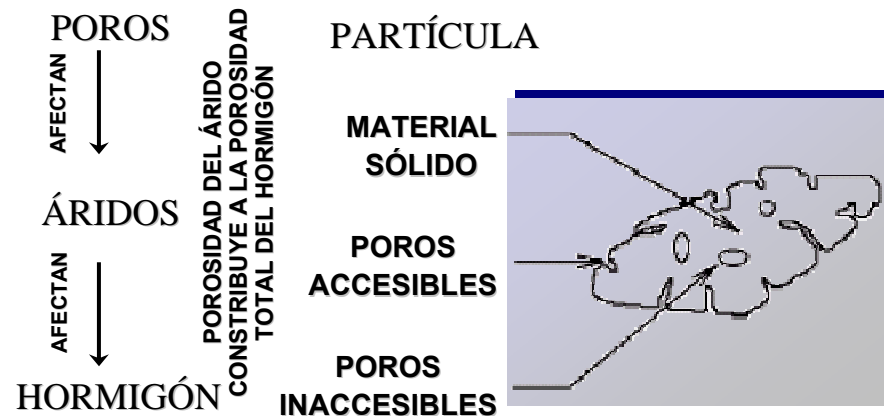 POROS
AFECTAN
ÁRIDOS
AFECTAN
HORMIGÓN
POROSIDAD DEL ÁRIDO
CONSTRIBUYE A LA POROSIDAD
TOTAL DEL HORMIGÓN
PARTÍCULA
MATERIAL
SÓLIDO
POROS
ACCESIBLES
POROS
INACCESIBLES